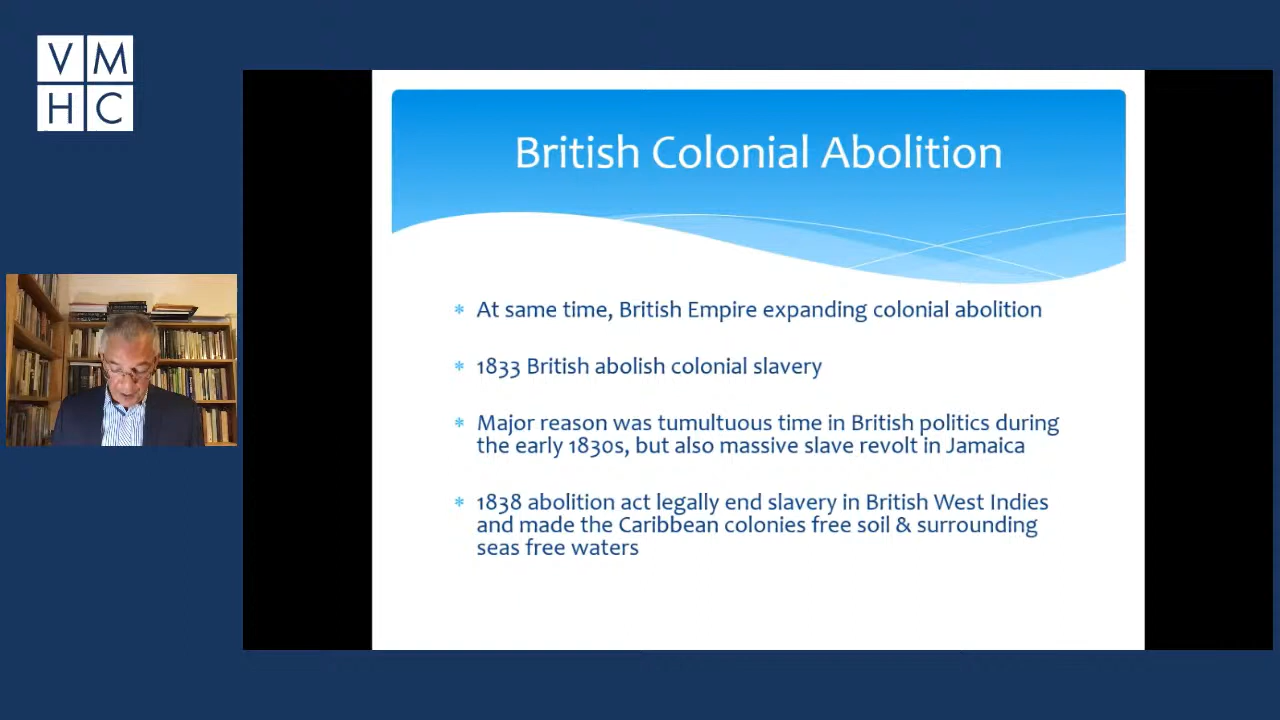 V M
H C
British Colonial Abolition
* At same time, British Empire expanding colonial abolition
* 1833 British abolish colonial slavery
* Major reason was tumultuous time in British politics during
the early 1830s, but also massive slave revolt in Jamaica
* 1838 abolition act legally end slavery in British West Indies
and made the Caribbean colonies free soil & surrounding
seas free waters